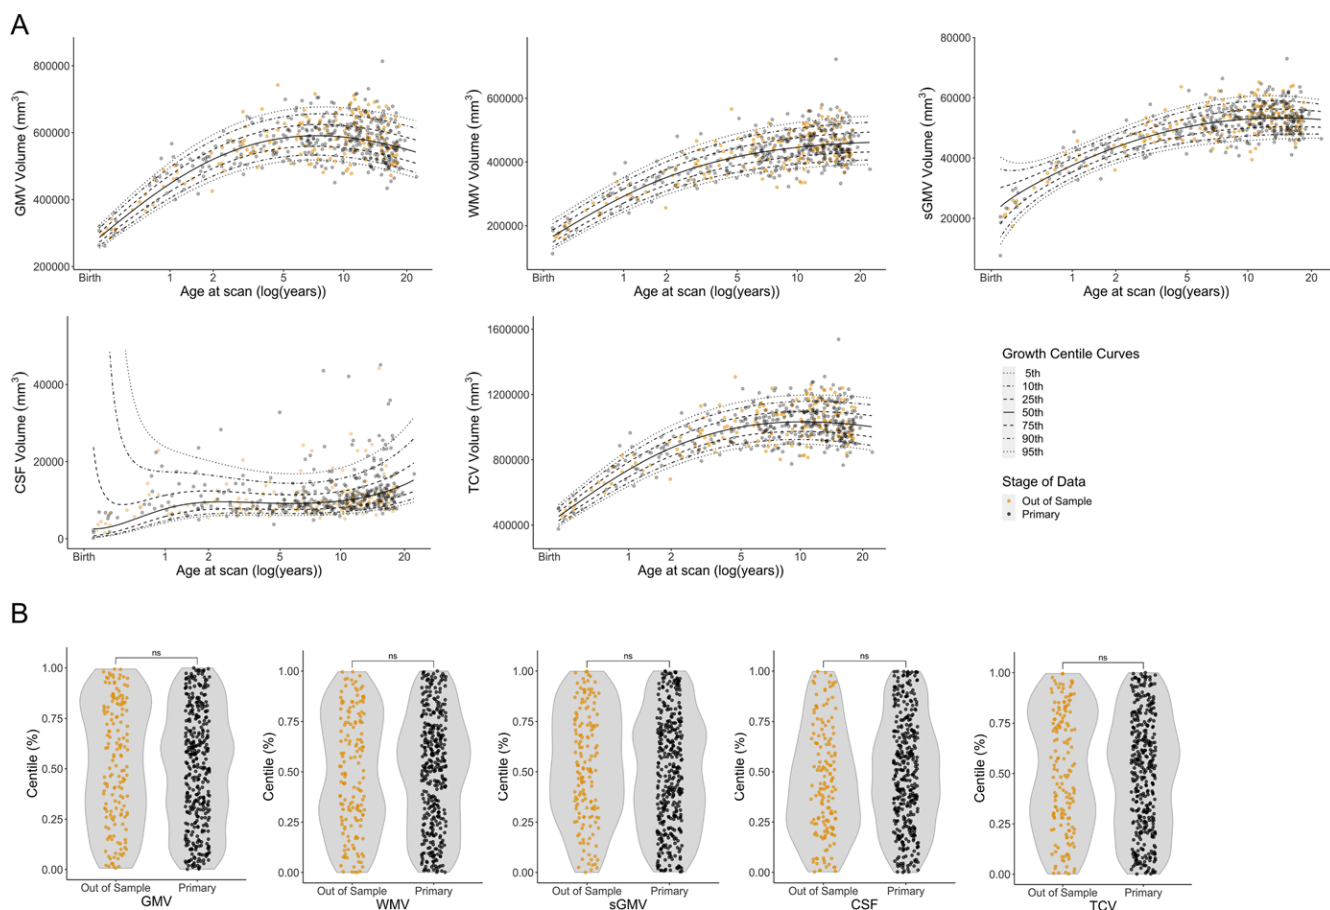 A
GMV Volume (mm³)
800000
700000
600000
500000
400000
300000
200000
Birth 1 2 5 10 20
Age at scan (log(years))
WMV Volume (mm³)
600000
400000
200000
Birth 1 2 5 10 20
Age at scan (log(years))
sGMV Volume (mm³)
80000
60000
40000
20000
Birth 1 2 5 10 20
Age at scan (log(years))
CSF Volume (mm³)
40000
20000
0
Birth 1 2 5 10 20
Age at scan (log(years))
TCV Volume (mm³)
1600000
1200000
800000
400000
Birth 1 2 5 10 20
Age at scan (log(years))
Growth Centile Curves
5th
10th
25th
50th
75th
90th
95th
Stage of Data
Out of Sample
Primary
B
Centile (%)
1.00
0.75
0.50
0.25
0.00
ns
Out of Sample Primary
GMV
Centile (%)
1.00
0.75
0.50
0.25
0.00
ns
Out of Sample Primary
WMV
Centile (%)
1.00
0.75
0.50
0.25
0.00
ns
Out of Sample Primary
sGMV
Centile (%)
1.00
0.75
0.50
0.25
0.00
ns
Out of Sample Primary
CSF
Centile (%)
1.00
0.75
0.50
0.25
0.00
ns
Out of Sample Primary
TCV